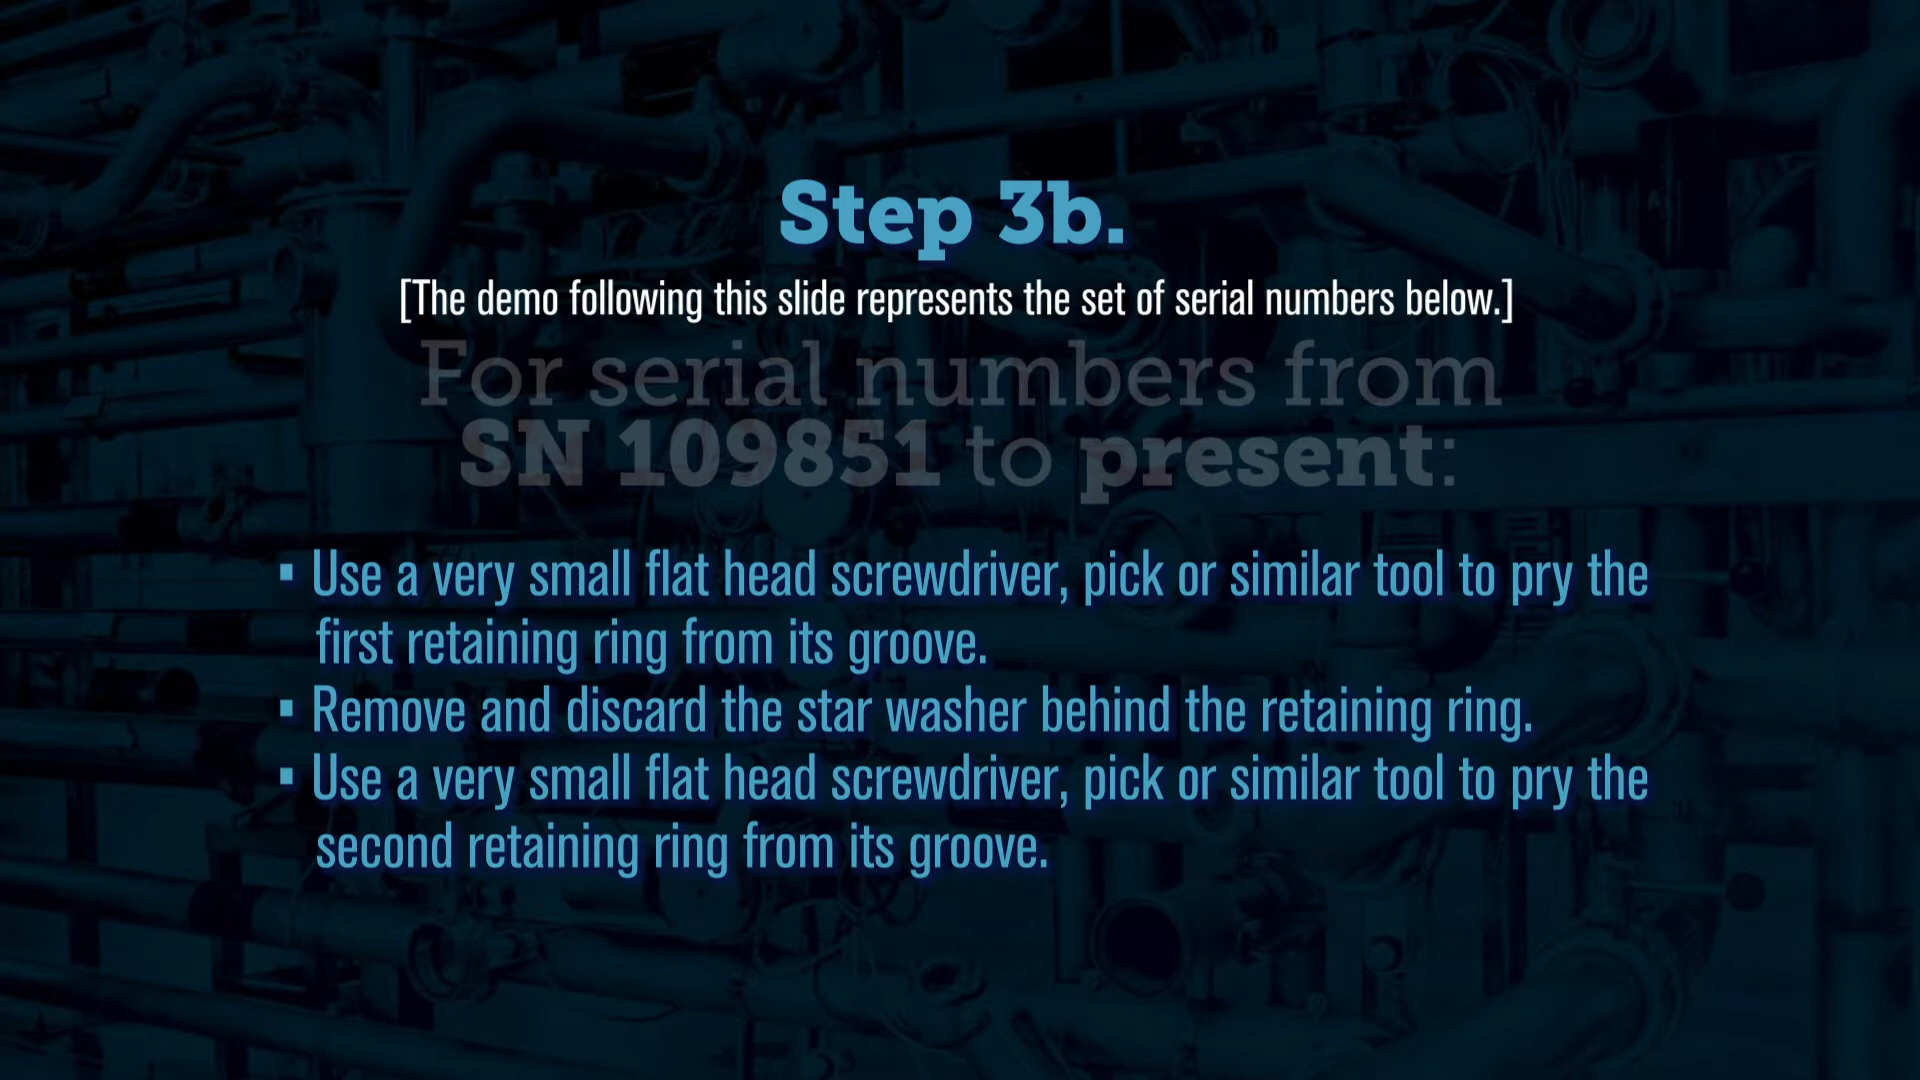 Step 3b.
[The demo following this slide represents the set of serial numbers below.]
For serial numbers from
SN 109851 to present:
▪ Use a very small flat head screwdriver, pick or similar tool to pry the
first retaining ring from its groove.
▪ Remove and discard the star washer behind the retaining ring.
▪ Use a very small flat head screwdriver, pick or similar tool to pry the
second retaining ring from its groove.